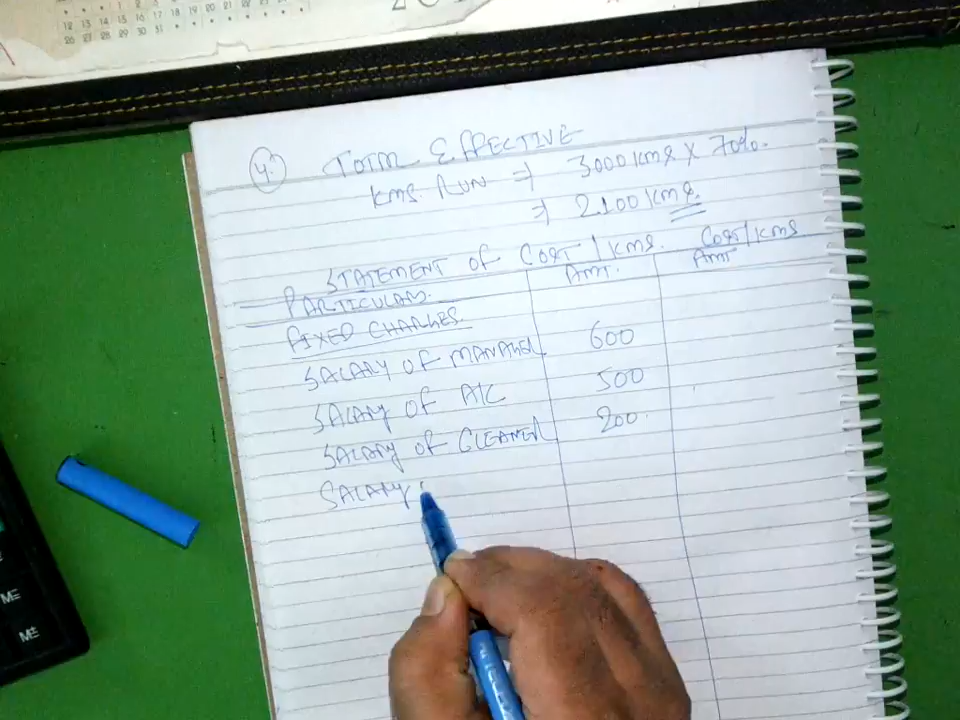 4.
TOTAL EFFECTIVE
KMS RUN ⇒ 3000 KMS X 70%.
⇒ 2100 KMS.
STATEMENT OF COST / KMS.
PARTICULARS. AMT. COST/KMS AMT
FIXED CHARGES.
SALARY OF MANAGER 600
SALARY OF A/C 500
SALARY OF CLEANER 200.
SALARY
M±
M±